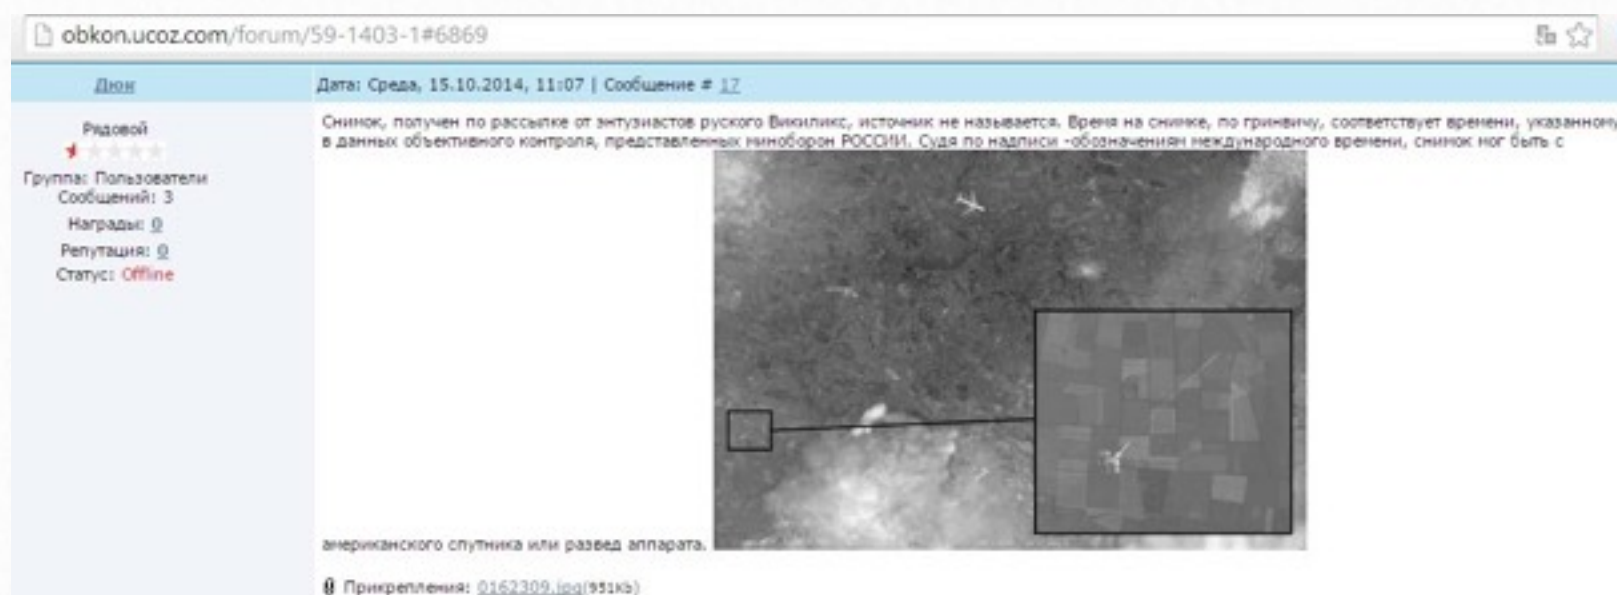 obkon.ucoz.com/forum/59-1403-1#6869
Дюк
Дата: Среда, 15.10.2014, 11:07 | Сообщение # 17
Рядовой
Группа: Пользователи
Сообщений: 3
Награды: 0
Репутация: 0
Статус: Offline
Снимок, получен по рассылке от энтузиастов руского Викиликс, источник не называется. Время на снимке, по гринвичу, соответствует времени, указанному
в данных объективного контроля, представленных миноборон РОССИИ. Судя по надписи -обозначениям международного времени, снимок мог быть с
американского спутника или развед аппарата.
Прикрепления: 0162309.jpg(951Kb)